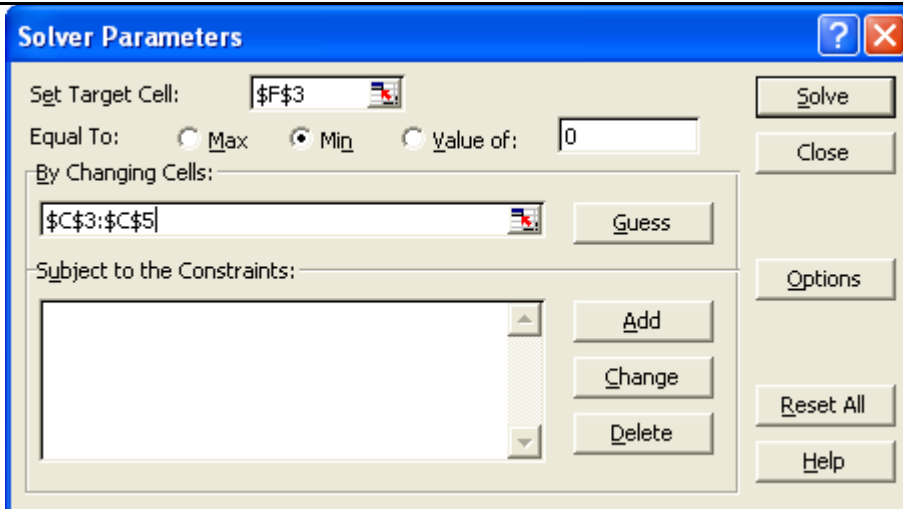 Solver Parameters
Set Target Cell: $F$3 Solve
Equal To: Max Min Value of: 0 Close
By Changing Cells:
$C$3:$C$5 Guess
Subject to the Constraints: Options
Add
Change
Reset All
Delete
Help